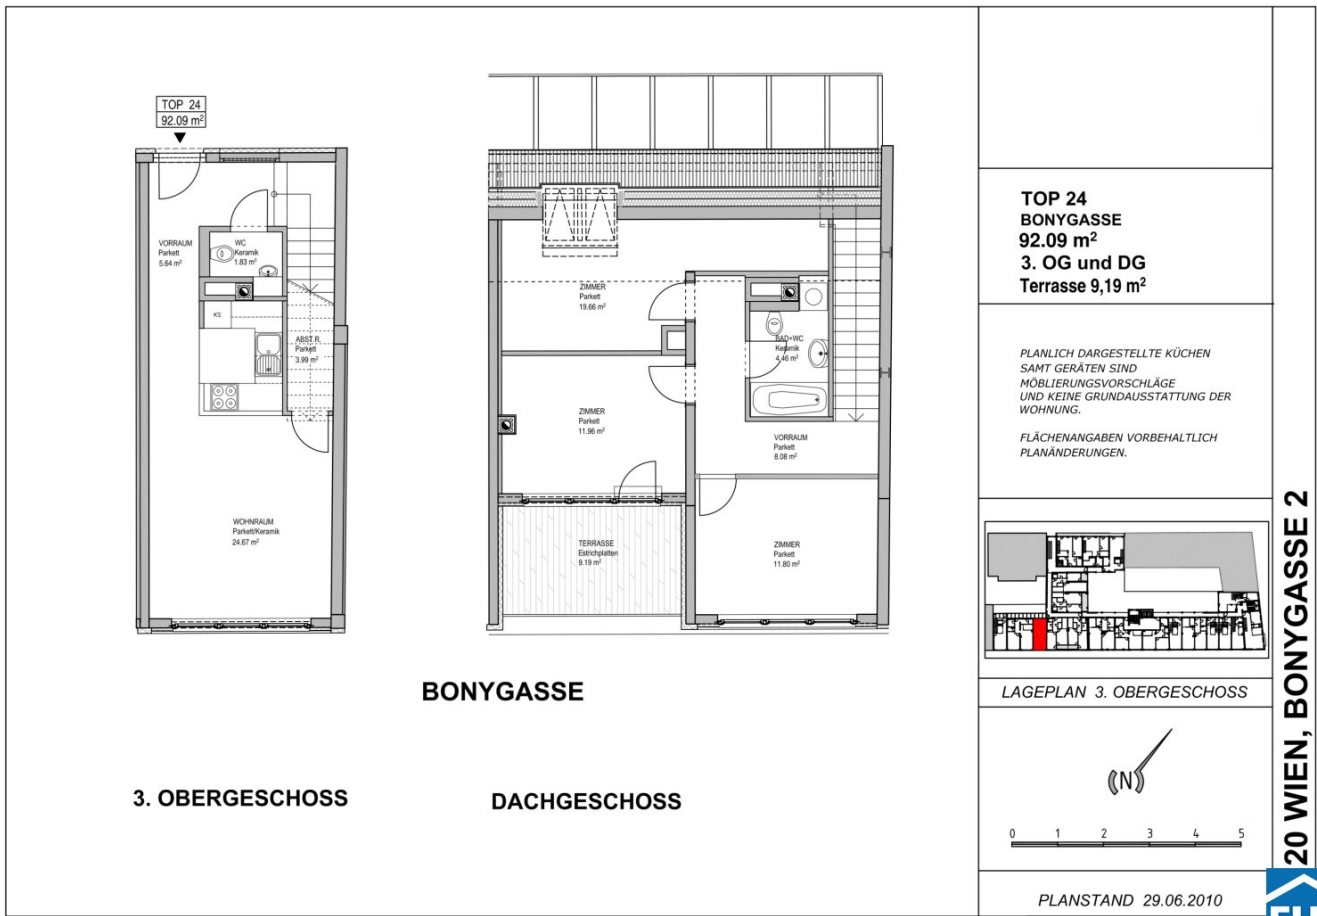 TOP 24
92.09 m²
VORRAUM
Parkett
5.64 m²
WC
Keramik
1.83 m²
KS
ABST.R.
Parkett
3.99 m²
WOHNRAUM
Parkett/Keramik
24.67 m²
ZIMMER
Parkett
19.66 m²
BAD+WC
Keramik
4.46 m²
ZIMMER
Parkett
11.96 m²
VORRAUM
Parkett
8.08 m²
TERRASSE
Estrichplatten
9.19 m²
ZIMMER
Parkett
11.80 m²
BONYGASSE
3. OBERGESCHOSS
DACHGESCHOSS
TOP 24
BONYGASSE
92.09 m²
3. OG und DG
Terrasse 9,19 m²
PLANLICH DARGESTELLTE KÜCHEN
SAMT GERÄTEN SIND
MÖBLIERUNGSVORSCHLÄGE
UND KEINE GRUNDAUSSTATTUNG DER
WOHNUNG.
FLÄCHENANGABEN VORBEHALTLICH
PLANÄNDERUNGEN.
LAGEPLAN 3. OBERGESCHOSS
N
0 1 2 3 4 5
PLANSTAND 29.06.2010
20 WIEN, BONYGASSE 2